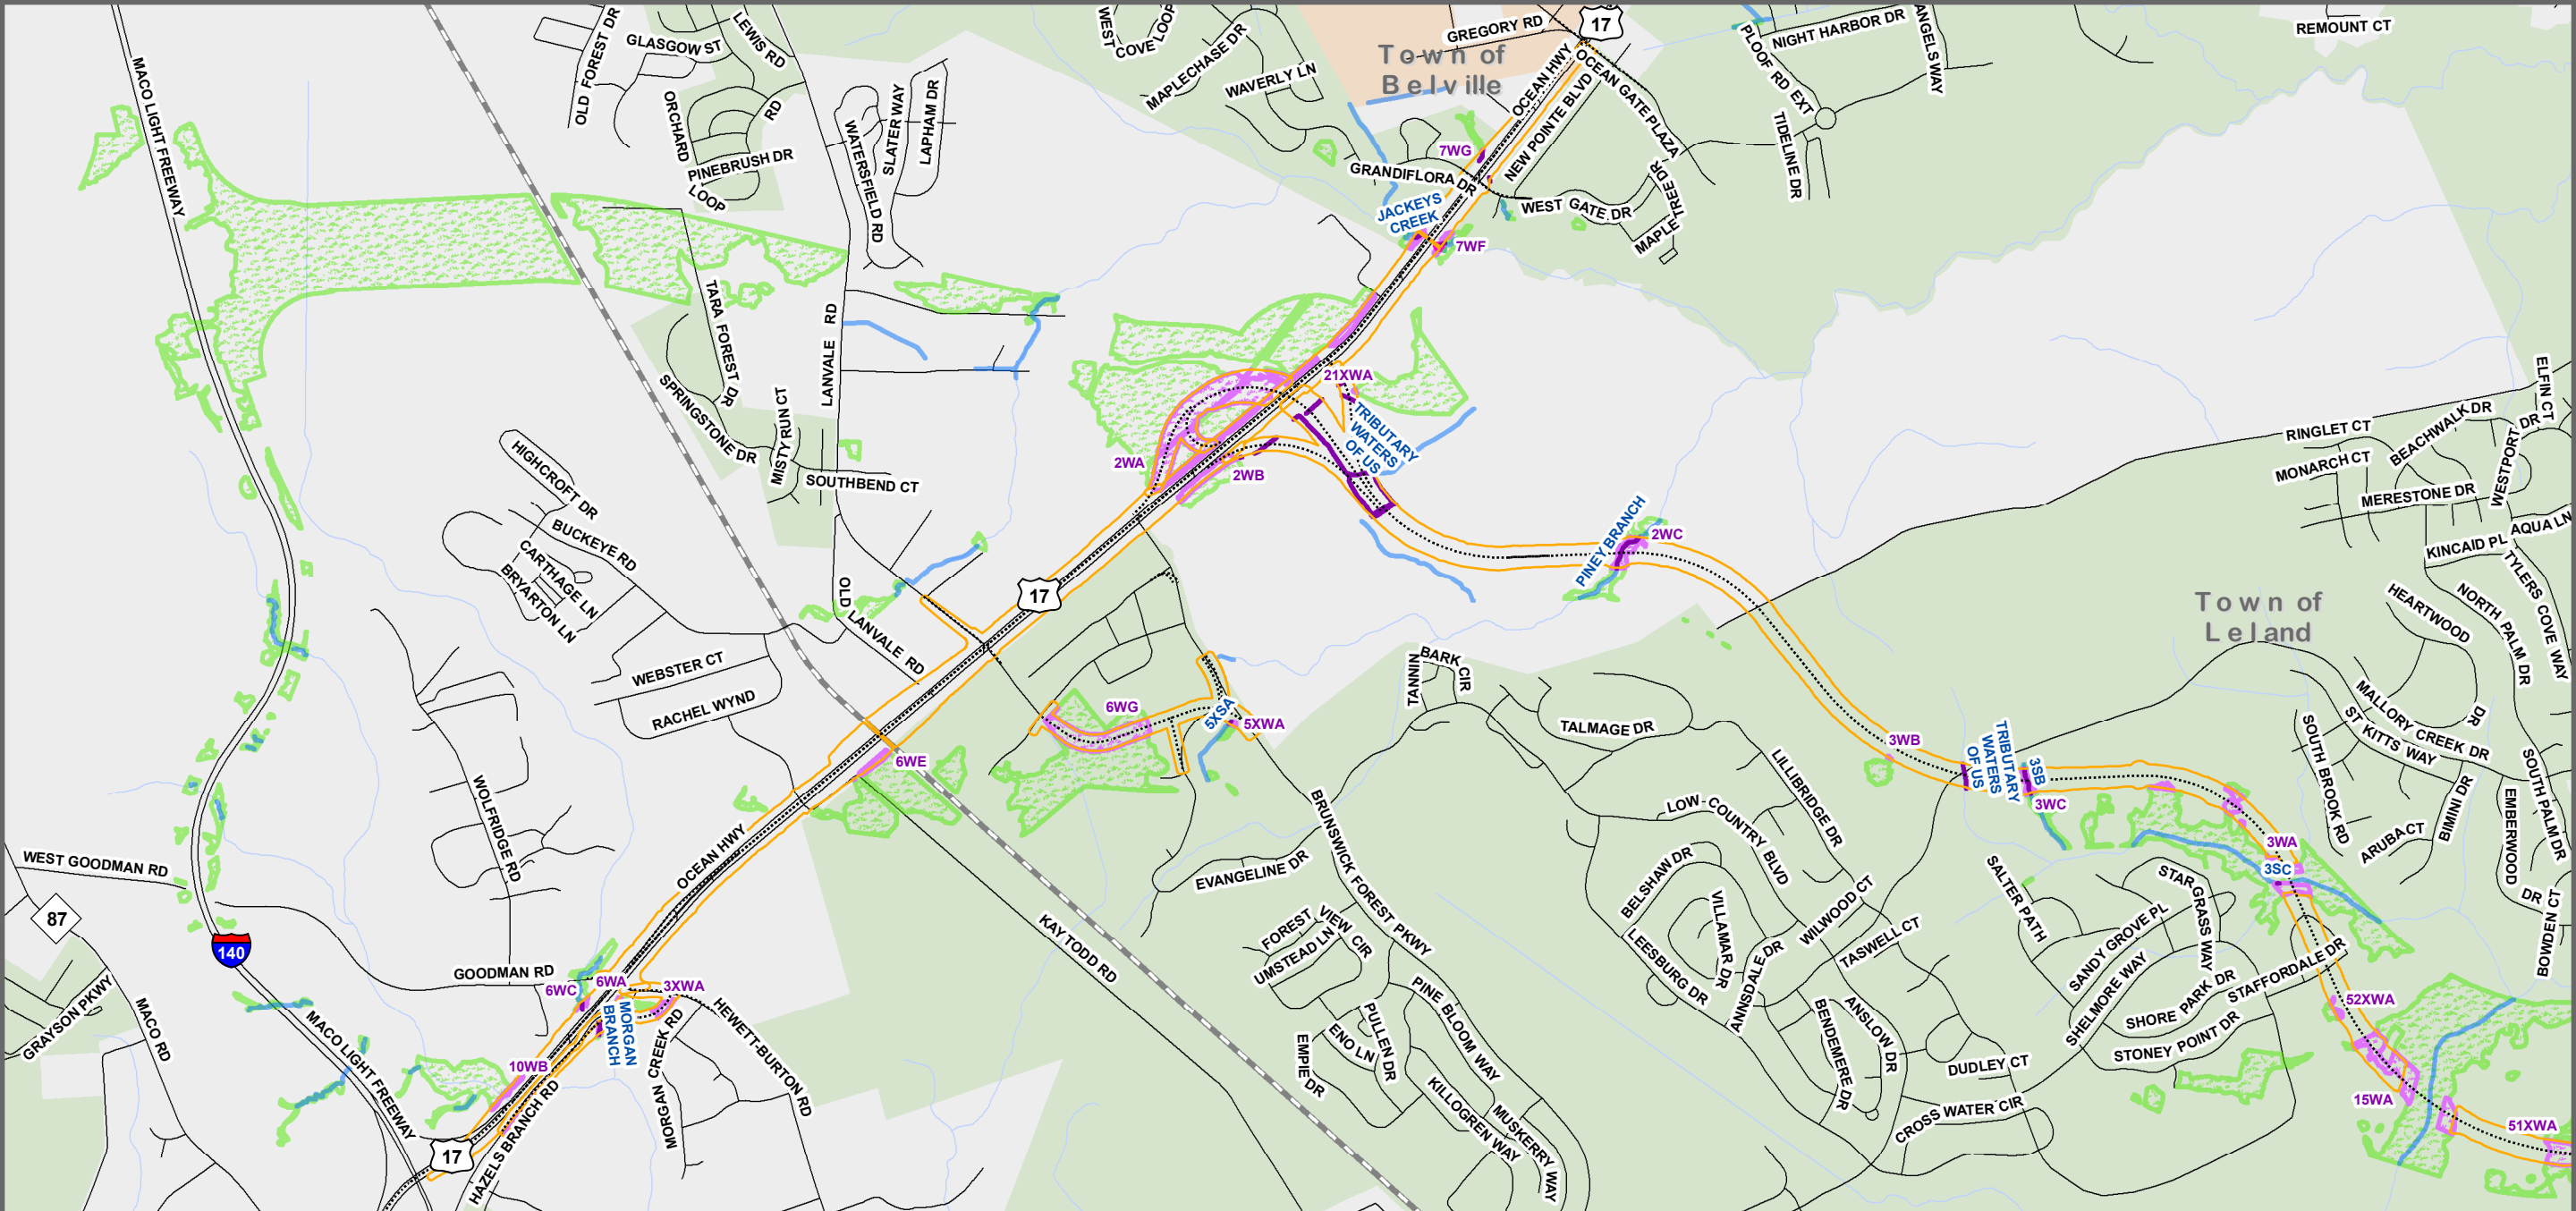 MACO LIGHT FREEWAY
OLD FOREST DR
GLASGOW ST
LEWIS RD
ORCHARD
RD
PINEBRUSH DR
LOOP
WATERSFIELD RD
SLATER WAY
LAPHAM DR
WEST
COVE LOOP
MAPLECHASE DR
WAVERLY LN
Town of
Belville
GREGORY RD
17
OCEAN HWY
OCEAN GATE PLAZA
NEW POINTE BLVD
PLOOF RD EXT
NIGHT HARBOR DR
ANGELS WAY
REMOUNT CT
TIDELINE DR
7WG
GRANDIFLORA DR
WEST GATE DR
MAPLE TREE DR
JACKEYS
CREEK
7WF
TARA FOREST DR
LANVALE RD
SPRINGSTONE DR
MISTY RUN CT
SOUTHBEND CT
21XWA
TRIBUTARY
WATERS
OF US
2WA
2WB
PINEY BRANCH
2WC
RINGLET CT
BEACHWALK DR
ELFIN CT
MONARCH CT
MERESTONE DR
WESTPORT DR
AQUA LN
KINCAID PL
HIGHCROFT DR
BUCKEYE RD
CARTHAGE LN
BRYARTON LN
OLD LANVALE RD
17
WEBSTER CT
RACHEL WYND
TYLERS COVE WAY
HEARTWOOD
DR
NORTH PALM DR
Town of
Leland
6WG
5XSA
5XWA
6WE
TANNIN
BARK CIR
TALMAGE DR
LILLIBRIDGE DR
3WB
TRIBUTARY
WATERS
OF US
3SB
3WC
MALLORY CREEK DR
ST KITTS WAY
SOUTH BROOK RD
ARUBA CT
BIMINI DR
EMBERWOOD
DR
SOUTH PALM DR
BOWDEN CT
WOLFRIDGE RD
OCEAN HWY
WEST GOODMAN RD
87
140
GOODMAN RD
GRAYSON PKWY
MACO RD
MACO LIGHT FREEWAY
6WC
6WA
3XWA
MORGAN
BRANCH
HEWETT-BURTON RD
MORGAN CREEK RD
10WB
HAZELS BRANCH RD
17
KAY TODD RD
EVANGELINE DR
BRUNSWICK FOREST PKWY
FOREST
VIEW CIR
UMSTEAD LN
EMPIE DR
ENO LN
PULLEN DR
PINE BLOOM WAY
KILLOGREN WAY
MUSKERRY WAY
LOW COUNTRY BLVD
BELSHAW DR
VILLAMAR DR
LEESBURG DR
ANNSDALE DR
WILWOOD CT
TASWELL CT
BENDEMERE DR
ANSLOW DR
DUDLEY CT
CROSS WATER CIR
SALTER PATH
SANDY GROVE PL
SHELMORE WAY
STAR GRASS WAY
SHORE PARK DR
STONEY POINT DR
STAFFORDALE DR
3WA
3SC
52XWA
15WA
51XWA